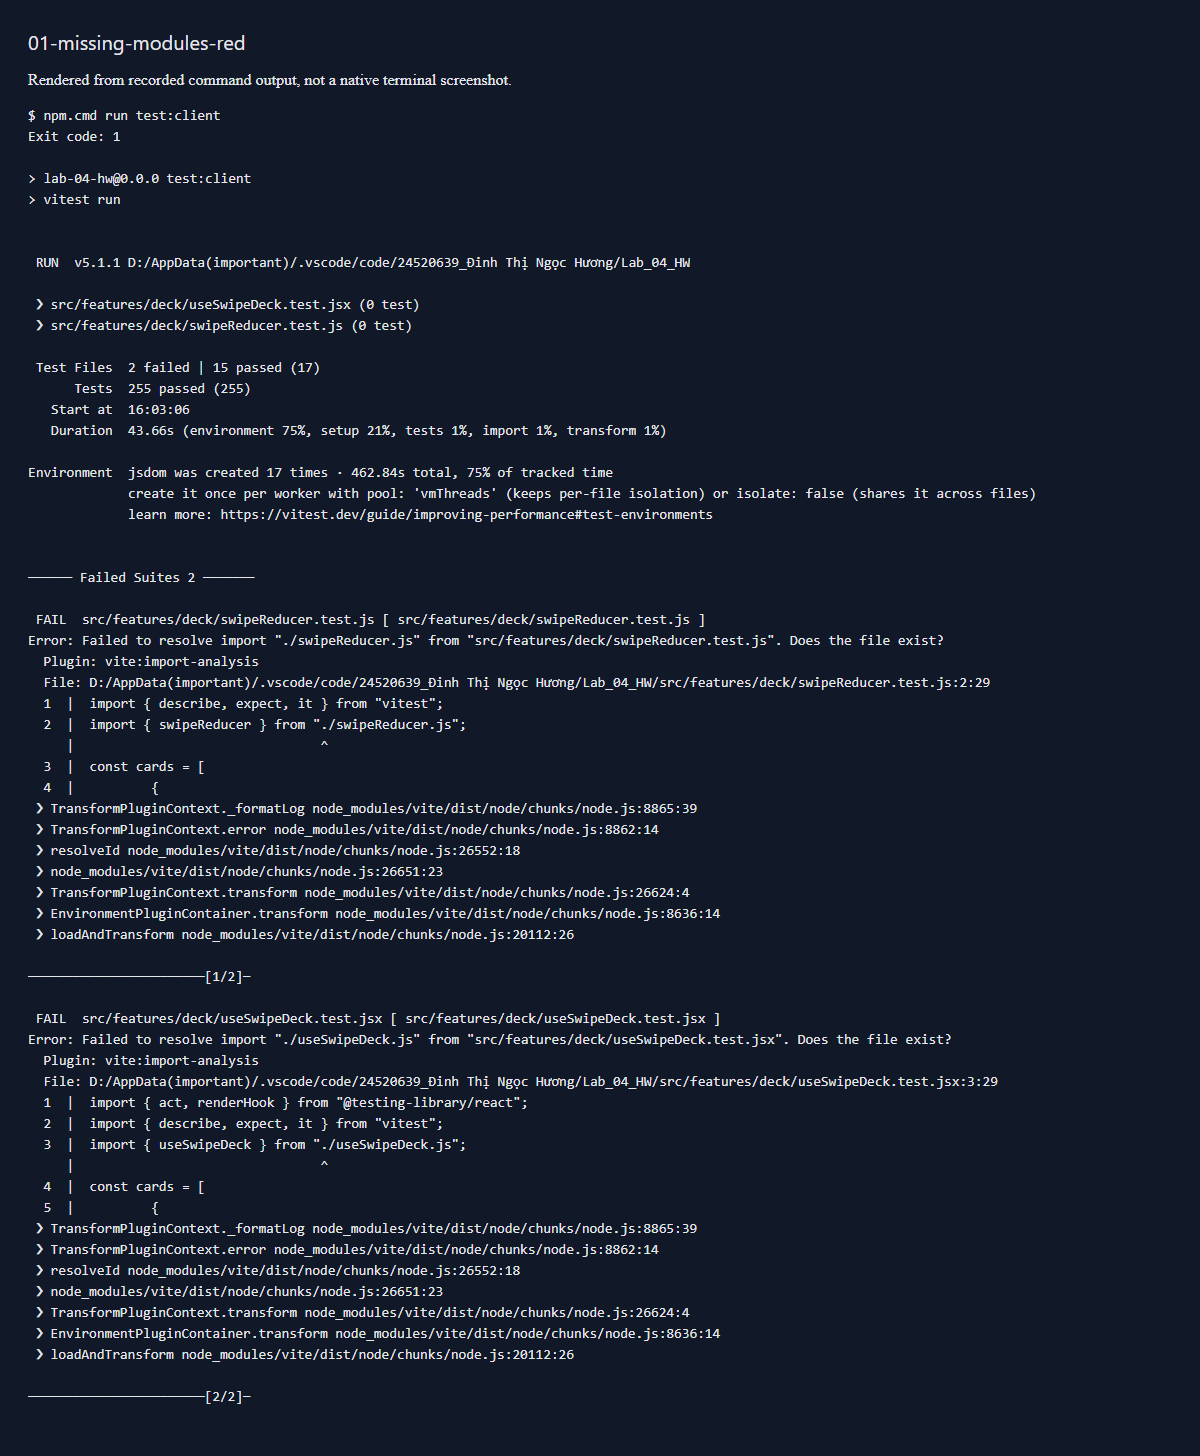 01-missing-modules-red
Rendered from recorded command output, not a native terminal screenshot.
$ npm.cmd run test:client
Exit code: 1
> lab-04-hw@0.0.0 test:client
> vitest run
RUN  v5.1.1 D:/AppData(important)/.vscode/code/24520639_Đinh Thị Ngọc Hương/Lab_04_HW
❯ src/features/deck/useSwipeDeck.test.jsx (0 test)
❯ src/features/deck/swipeReducer.test.js (0 test)
Test Files  2 failed | 15 passed (17)
Tests  255 passed (255)
Start at  16:03:06
Duration  43.66s (environment 75%, setup 21%, tests 1%, import 1%, transform 1%)
Environment  jsdom was created 17 times · 462.84s total, 75% of tracked time
create it once per worker with pool: 'vmThreads' (keeps per-file isolation) or isolate: false (shares it across files)
learn more: https://vitest.dev/guide/improving-performance#test-environments
────── Failed Suites 2 ───────
FAIL  src/features/deck/swipeReducer.test.js [ src/features/deck/swipeReducer.test.js ]
Error: Failed to resolve import "./swipeReducer.js" from "src/features/deck/swipeReducer.test.js". Does the file exist?
Plugin: vite:import-analysis
File: D:/AppData(important)/.vscode/code/24520639_Đinh Thị Ngọc Hương/Lab_04_HW/src/features/deck/swipeReducer.test.js:2:29
1  |  import { describe, expect, it } from "vitest";
2  |  import { swipeReducer } from "./swipeReducer.js";
|                                ^
3  |  const cards = [
4  |          {
❯ TransformPluginContext._formatLog node_modules/vite/dist/node/chunks/node.js:8865:39
❯ TransformPluginContext.error node_modules/vite/dist/node/chunks/node.js:8862:14
❯ resolveId node_modules/vite/dist/node/chunks/node.js:26552:18
❯ node_modules/vite/dist/node/chunks/node.js:26651:23
❯ TransformPluginContext.transform node_modules/vite/dist/node/chunks/node.js:26624:4
❯ EnvironmentPluginContainer.transform node_modules/vite/dist/node/chunks/node.js:8636:14
❯ loadAndTransform node_modules/vite/dist/node/chunks/node.js:20112:26
───────────────────────[1/2]─
FAIL  src/features/deck/useSwipeDeck.test.jsx [ src/features/deck/useSwipeDeck.test.jsx ]
Error: Failed to resolve import "./useSwipeDeck.js" from "src/features/deck/useSwipeDeck.test.jsx". Does the file exist?
Plugin: vite:import-analysis
File: D:/AppData(important)/.vscode/code/24520639_Đinh Thị Ngọc Hương/Lab_04_HW/src/features/deck/useSwipeDeck.test.jsx:3:29
1  |  import { act, renderHook } from "@testing-library/react";
2  |  import { describe, expect, it } from "vitest";
3  |  import { useSwipeDeck } from "./useSwipeDeck.js";
|                                ^
4  |  const cards = [
5  |          {
❯ TransformPluginContext._formatLog node_modules/vite/dist/node/chunks/node.js:8865:39
❯ TransformPluginContext.error node_modules/vite/dist/node/chunks/node.js:8862:14
❯ resolveId node_modules/vite/dist/node/chunks/node.js:26552:18
❯ node_modules/vite/dist/node/chunks/node.js:26651:23
❯ TransformPluginContext.transform node_modules/vite/dist/node/chunks/node.js:26624:4
❯ EnvironmentPluginContainer.transform node_modules/vite/dist/node/chunks/node.js:8636:14
❯ loadAndTransform node_modules/vite/dist/node/chunks/node.js:20112:26
───────────────────────[2/2]─